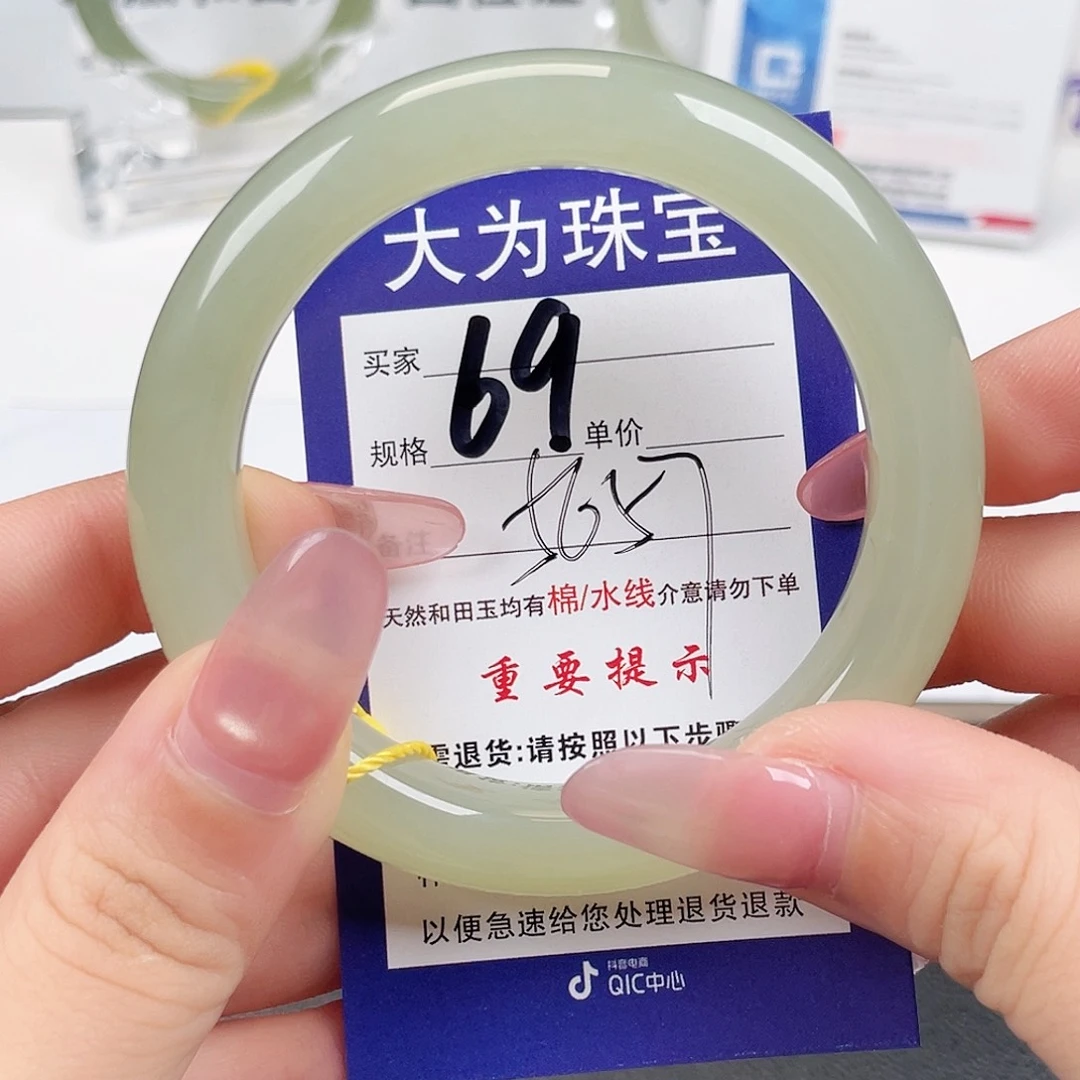 大为珠宝
买家
69
规格 单价
备注
天然和田玉均有棉/水线介意请勿下单
重要提示
需退货:请按照以下步骤
以便急速给您处理退货退款
抖音电商
QIC中心